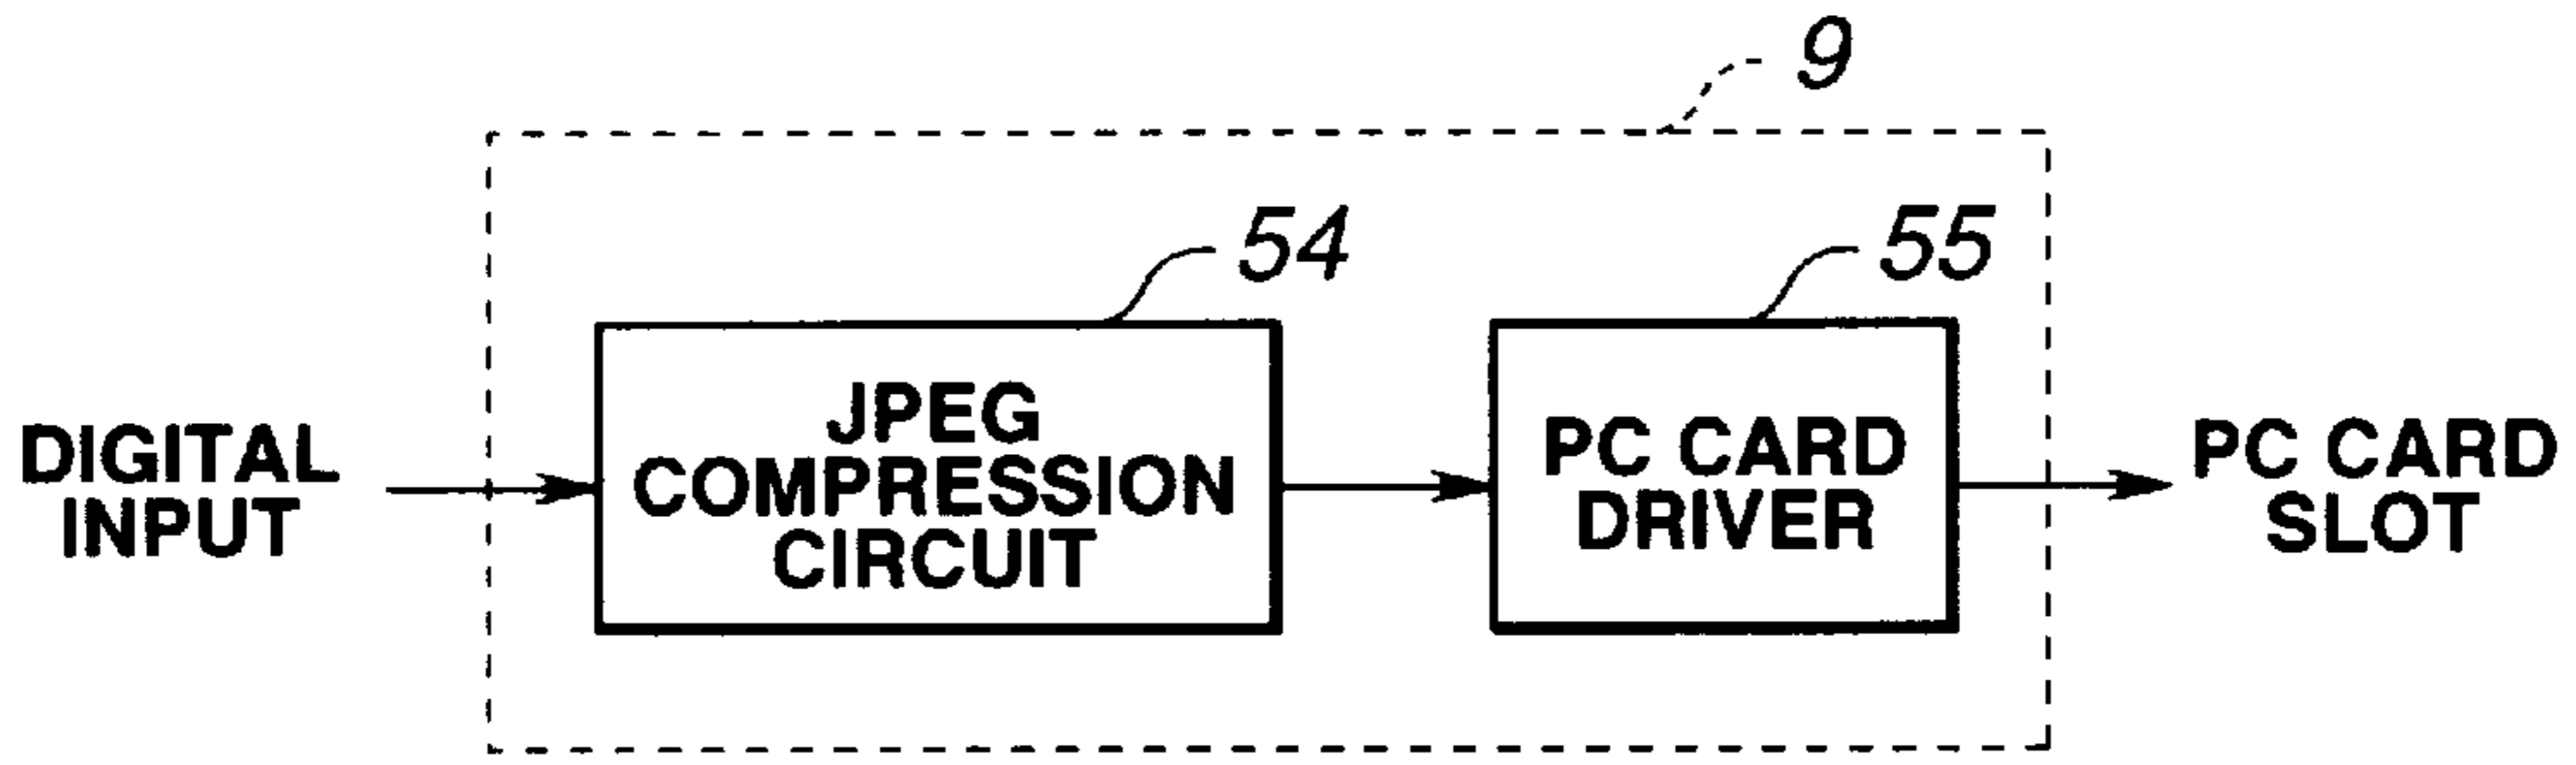 9
54
55
DIGITAL
INPUT
JPEG
COMPRESSION
CIRCUIT
PC CARD
DRIVER
PC CARD
SLOT